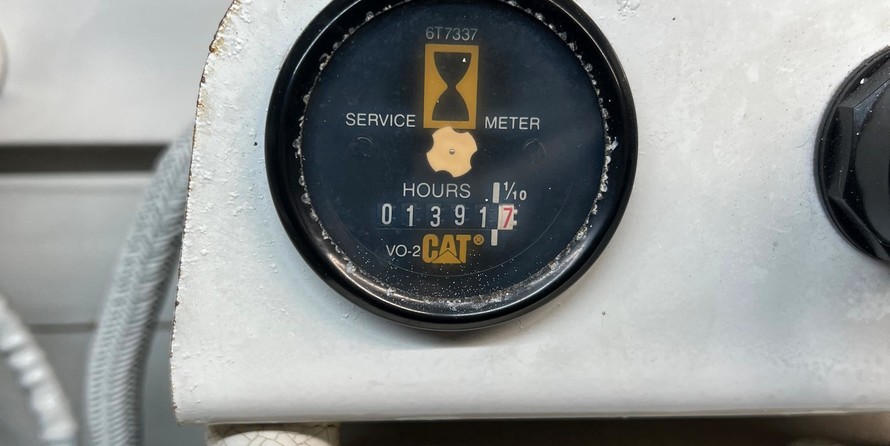 6T7337
SERVICE METER
HOURS 1/10
013917
VO-2 CAT®